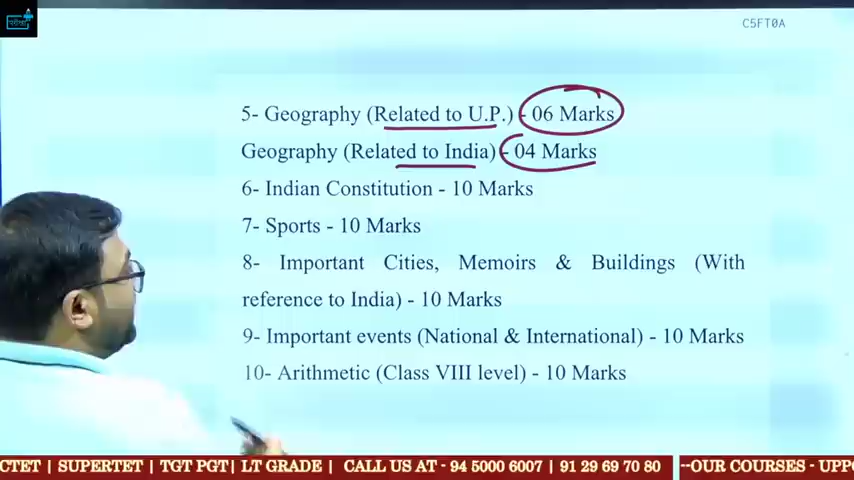 परीक्षा
C5FT0A
5- Geography (Related to U.P.) - 06 Marks
Geography (Related to India) - 04 Marks
6- Indian Constitution - 10 Marks
7- Sports - 10 Marks
8- Important Cities, Memoirs & Buildings (With
reference to India) - 10 Marks
9- Important events (National & International) - 10 Marks
10- Arithmetic (Class VIII level) - 10 Marks
CTET | SUPERTET | TGT PGT| LT GRADE | CALL US AT - 94 5000 6007 | 91 29 69 70 80 --OUR COURSES - UPP